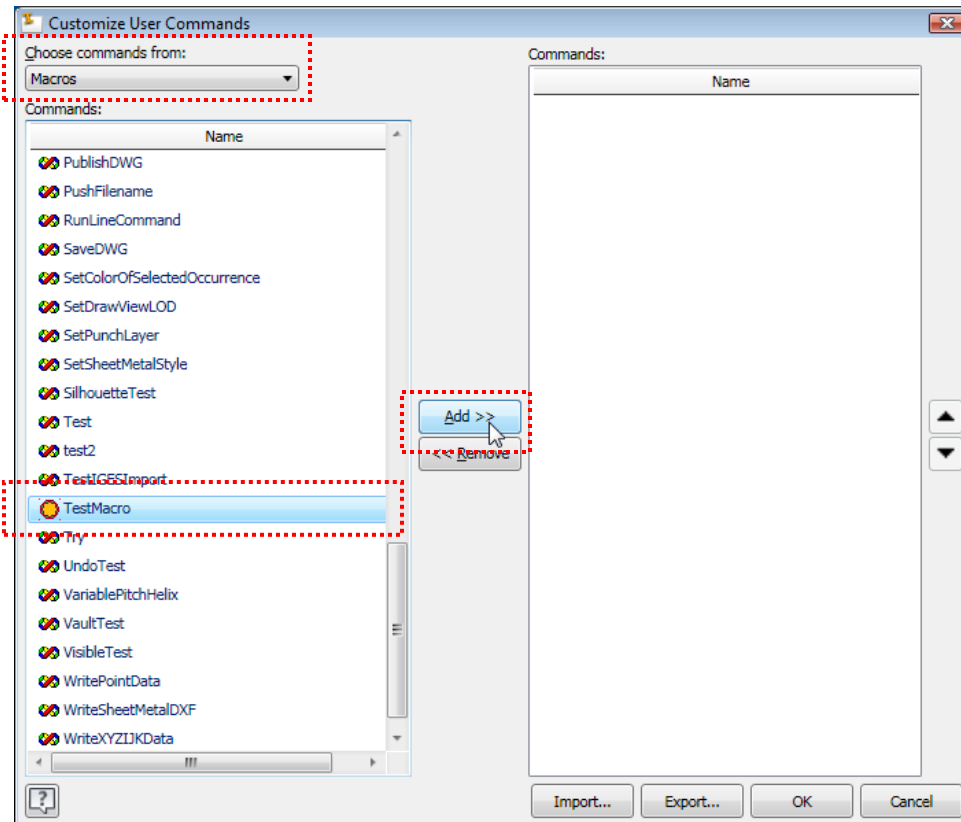 Customize User Commands
Choose commands from:
Macros
Commands:
Name
PublishDWG
PushFilename
RunLineCommand
SaveDWG
SetColorOfSelectedOccurrence
SetDrawViewLOD
SetPunchLayer
SetSheetMetalStyle
SilhouetteTest
Test
test2
TestIGESImport
TestMacro
Try
UndoTest
VariablePitchHelix
VaultTest
VisibleTest
WritePointData
WriteSheetMetalDXF
WriteXYZIJKData
Add >>
<< Remove
Commands:
Name
Import...
Export...
OK
Cancel